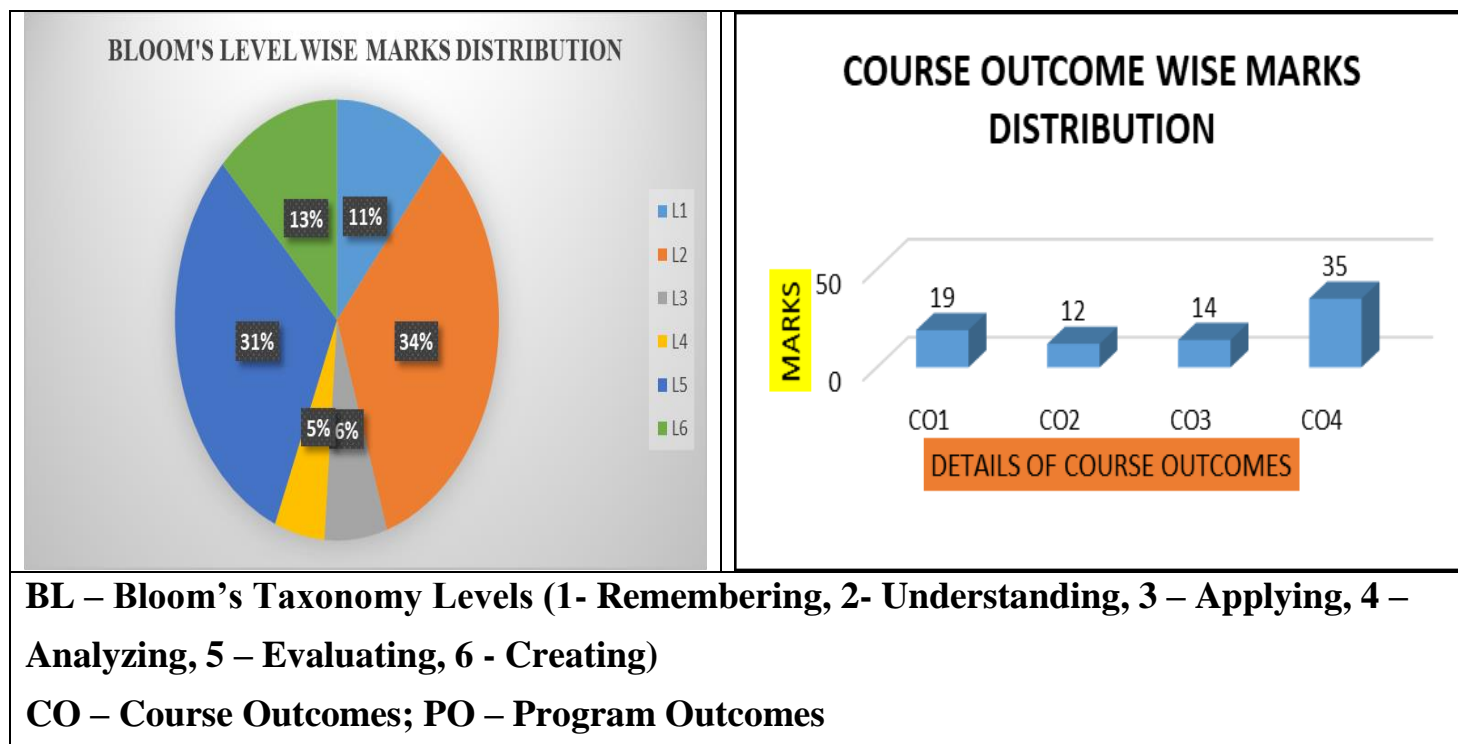 BLOOM'S LEVEL WISE MARKS DISTRIBUTION
13%
11%
31%
34%
5%
6%
L1
L2
L3
L4
L5
L6
COURSE OUTCOME WISE MARKS
DISTRIBUTION
MARKS
50
0
19
12
14
35
CO1
CO2
CO3
CO4
DETAILS OF COURSE OUTCOMES
BL – Bloom’s Taxonomy Levels (1- Remembering, 2- Understanding, 3 – Applying, 4 –
Analyzing, 5 – Evaluating, 6 - Creating)
CO – Course Outcomes; PO – Program Outcomes